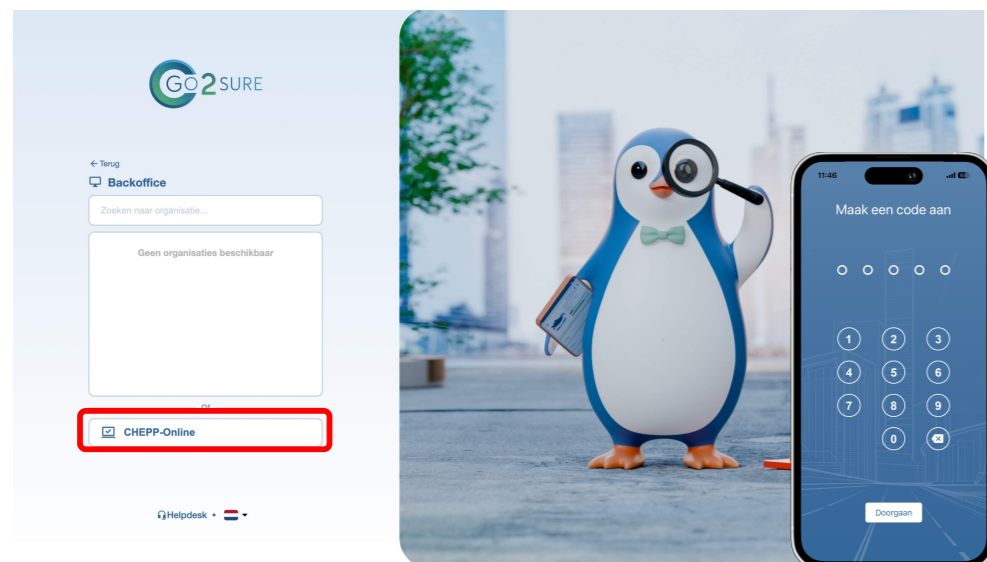 GO2SURE
← Terug
Backoffice
Zoeken naar organisatie...
Geen organisaties beschikbaar
Of
CHEPP-Online
Helpdesk •
11:46
Maak een code aan
1 2 3
4 5 6
7 8 9
0
Doorgaan